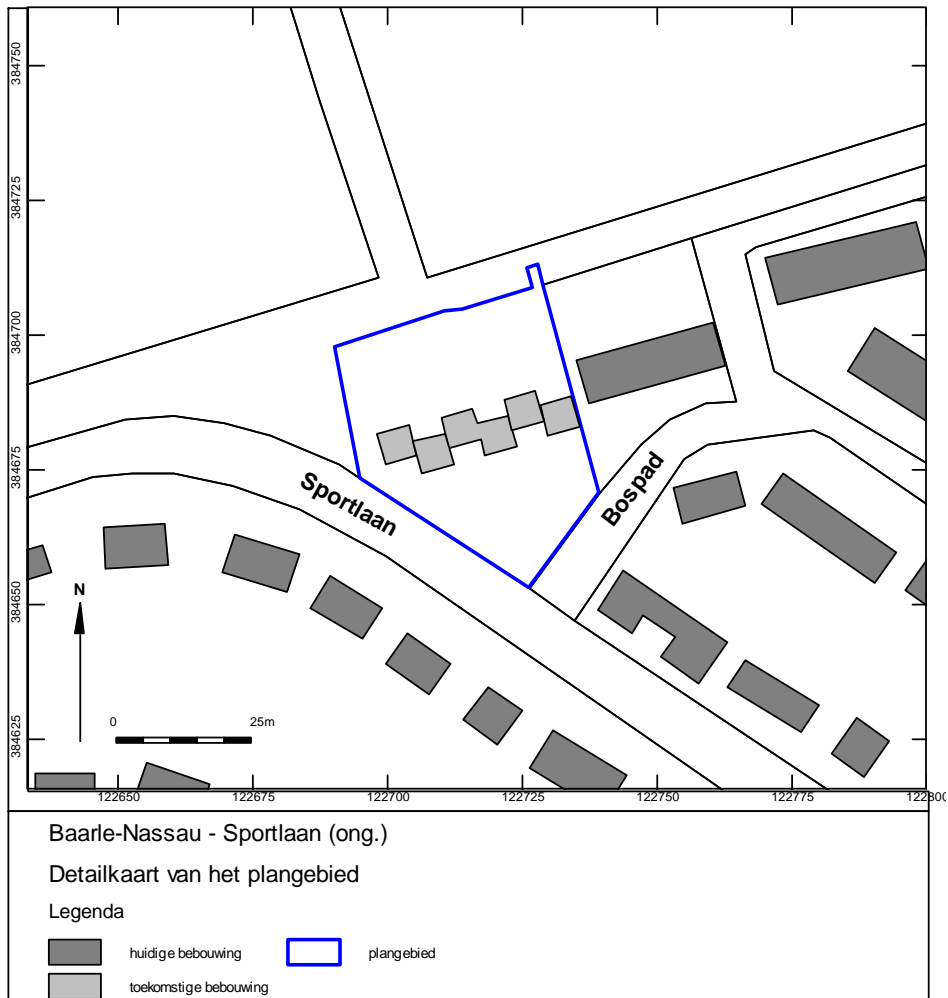 384750
384725
384700
384675
384650
384625
Sportlaan
Bospad
N
0 25m
122650 122675 122700 122725 122750 122775 122800
Baarle-Nassau - Sportlaan (ong.)
Detailkaart van het plangebied
Legenda
huidige bebouwing plangebied
toekomstige bebouwing